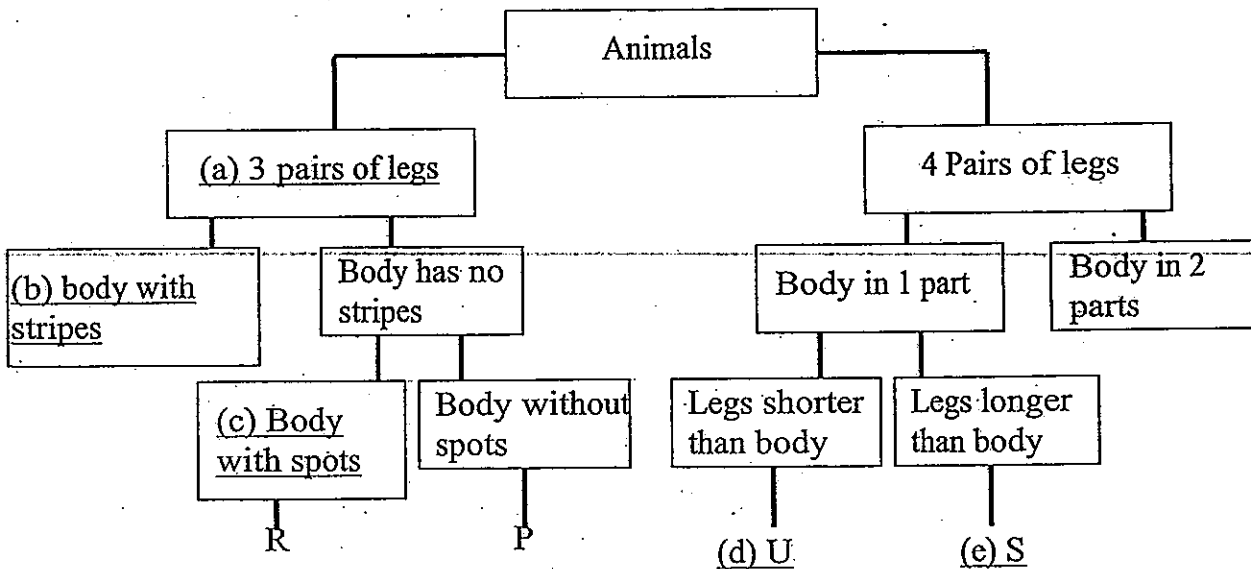 Animals
(a) 3 pairs of legs
4 Pairs of legs
(b) body with
stripes
Body has no
stripes
Body in 1 part
Body in 2
parts
(c) Body
with spots
Body without
spots
Legs shorter
than body
Legs longer
than body
R
P
(d) U
(e) S